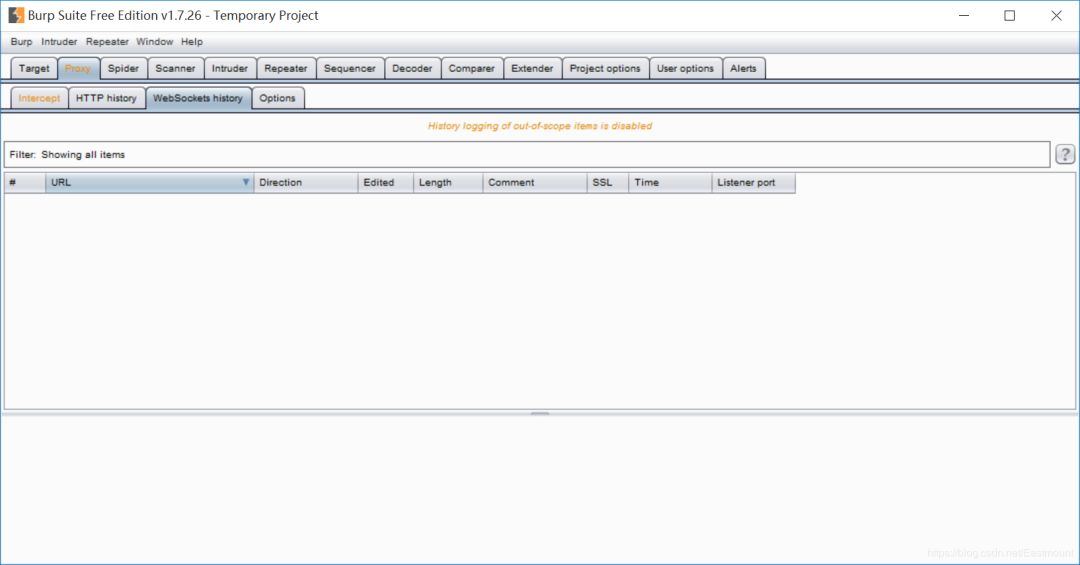 Burp Suite Free Edition v1.7.26 - Temporary Project
Burp Intruder Repeater Window Help
Target Proxy Spider Scanner Intruder Repeater Sequencer Decoder Comparer Extender Project options User options Alerts
Intercept HTTP history WebSockets history Options
History logging of out-of-scope items is disabled
Filter: Showing all items ?
# URL Direction Edited Length Comment SSL Time Listener port
https://blog.csdn.net/Eastmount